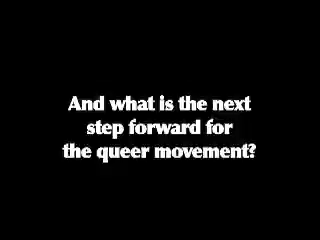 And what is the next
step forward for
the queer movement?